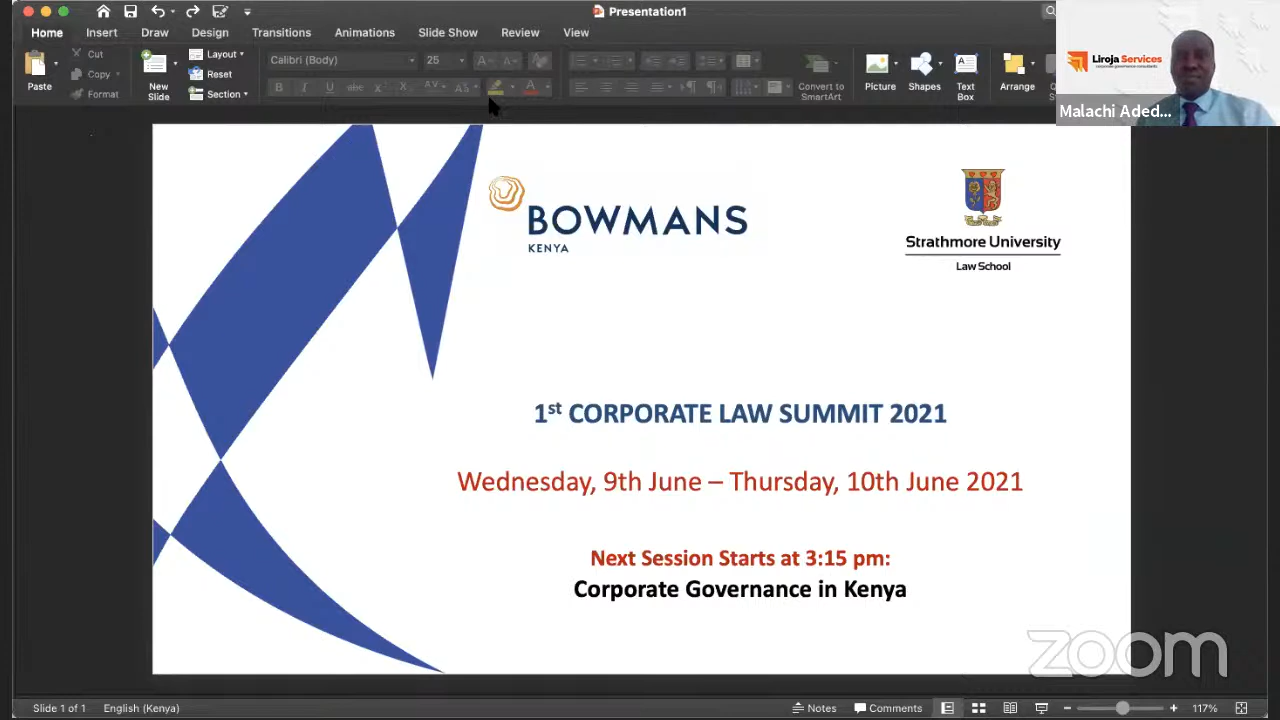 Presentation1
Home Insert Draw Design Transitions Animations Slide Show Review View
Paste
Cut
Copy
Format
New
Slide
Layout
Reset
Section
Calibri (Body) 25
Convert to
SmartArt
Picture
Shapes
Text
Box
Arrange
Liroja Services
Malachi Aded...
BOWMANS
KENYA
Strathmore University
Law School
1st CORPORATE LAW SUMMIT 2021
Wednesday, 9th June – Thursday, 10th June 2021
Next Session Starts at 3:15 pm:
Corporate Governance in Kenya
zoom
Slide 1 of 1 English (Kenya) Notes Comments 117%